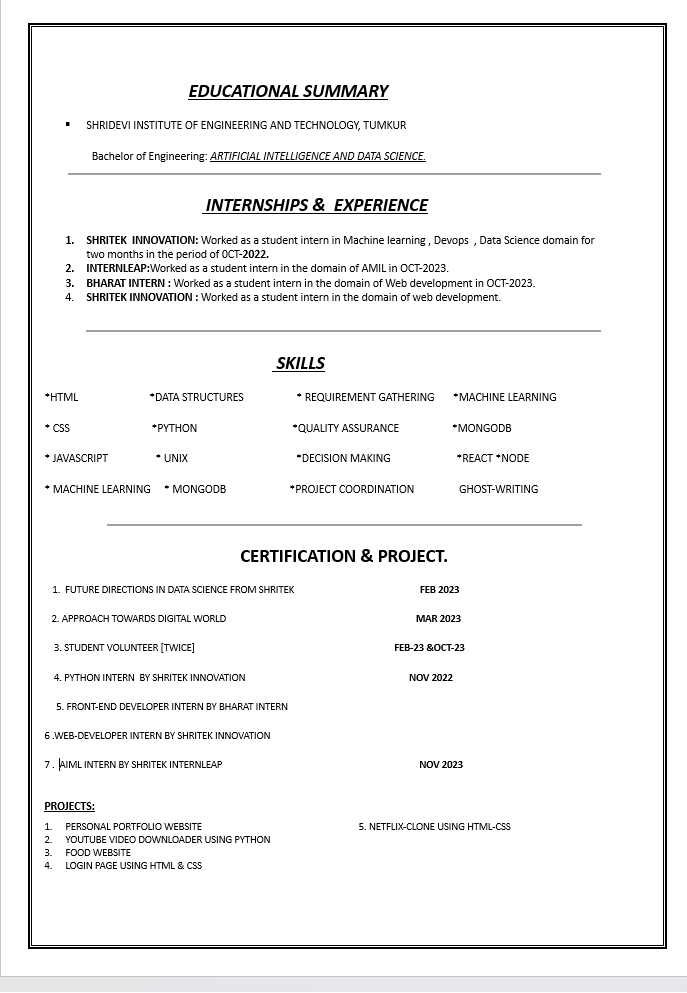 EDUCATIONAL SUMMARY
▪ SHRIDEVI INSTITUTE OF ENGINEERING AND TECHNOLOGY, TUMKUR
Bachelor of Engineering: ARTIFICIAL INTELLIGENCE AND DATA SCIENCE.
INTERNSHIPS & EXPERIENCE
1. SHRITEK INNOVATION: Worked as a student intern in Machine learning , Devops , Data Science domain for
two months in the period of 0CT-2022.
2. INTERNLEAP:Worked as a student intern in the domain of AMIL in OCT-2023.
3. BHARAT INTERN : Worked as a student intern in the domain of Web development in OCT-2023.
4. SHRITEK INNOVATION : Worked as a student intern in the domain of web development.
SKILLS
*HTML *DATA STRUCTURES * REQUIREMENT GATHERING *MACHINE LEARNING
* CSS *PYTHON *QUALITY ASSURANCE *MONGODB
* JAVASCRIPT * UNIX *DECISION MAKING *REACT *NODE
* MACHINE LEARNING * MONGODB *PROJECT COORDINATION GHOST-WRITING
CERTIFICATION & PROJECT.
1. FUTURE DIRECTIONS IN DATA SCIENCE FROM SHRITEK FEB 2023
2. APPROACH TOWARDS DIGITAL WORLD MAR 2023
3. STUDENT VOLUNTEER [TWICE] FEB-23 &OCT-23
4. PYTHON INTERN BY SHRITEK INNOVATION NOV 2022
5. FRONT-END DEVELOPER INTERN BY BHARAT INTERN
6 .WEB-DEVELOPER INTERN BY SHRITEK INNOVATION
7 . AIML INTERN BY SHRITEK INTERNLEAP NOV 2023
PROJECTS:
1. PERSONAL PORTFOLIO WEBSITE 5. NETFLIX-CLONE USING HTML-CSS
2. YOUTUBE VIDEO DOWNLOADER USING PYTHON
3. FOOD WEBSITE
4. LOGIN PAGE USING HTML & CSS